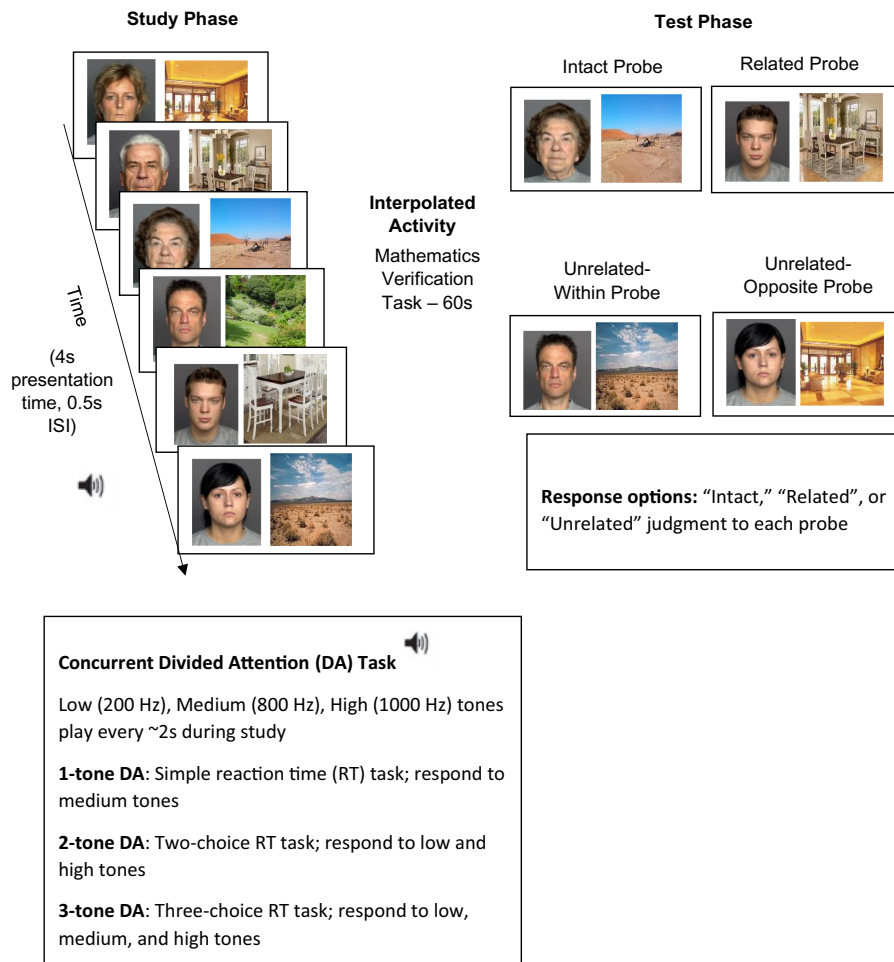 Study Phase
Time
(4s
presentation
time, 0.5s
ISI)
Interpolated
Activity
Mathematics
Verification
Task – 60s
Test Phase
Intact Probe
Related Probe
Unrelated-
Within Probe
Unrelated-
Opposite Probe
Response options: “Intact,” “Related”, or
“Unrelated” judgment to each probe
Concurrent Divided Attention (DA) Task
Low (200 Hz), Medium (800 Hz), High (1000 Hz) tones
play every ~2s during study
1-tone DA: Simple reaction time (RT) task; respond to
medium tones
2-tone DA: Two-choice RT task; respond to low and
high tones
3-tone DA: Three-choice RT task; respond to low,
medium, and high tones